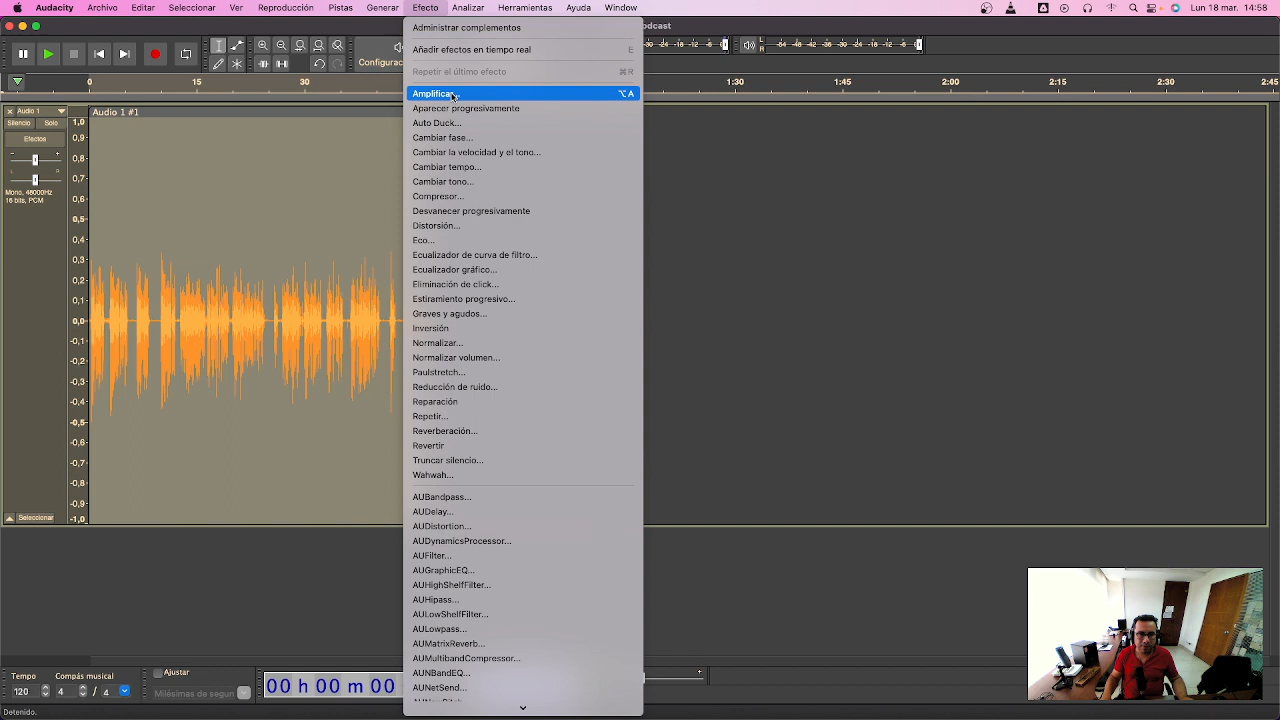 Audacity Archivo Editar Seleccionar Ver Reproducción Pistas Generar Efecto Analizar Herramientas Ayuda Window Lun 18 mar. 14:58
odcast
Administrar complementos
Añadir efectos en tiempo real E
Repetir el último efecto ⌘R
Configurac
0 15 30 1:30 1:45 2:00 2:15 2:30 2:45
Amplificar... ⌥A
Aparecer progresivamente
Auto Duck...
Cambiar fase...
Cambiar la velocidad y el tono...
Cambiar tempo...
Cambiar tono...
Compresor...
Desvanecer progresivamente
Distorsión...
Eco...
Ecualizador de curva de filtro...
Ecualizador gráfico...
Eliminación de click...
Estiramiento progresivo...
Graves y agudos...
Inversión
Normalizar...
Normalizar volumen...
Paulstretch...
Reducción de ruido...
Reparación
Repetir...
Reverberación...
Revertir
Truncar silencio...
Wahwah...
AUBandpass...
AUDelay...
AUDistortion...
AUDynamicsProcessor...
AUFilter...
AUGraphicEQ...
AUHighShelfFilter...
AUHipass...
AULowShelfFilter...
AULowpass...
AUMatrixReverb...
AUMultibandCompressor...
AUNBandEQ...
AUNetSend...
Audio 1
Audio 1 #1
Silencio Solo
Efectos
- +
L R
Mono, 48000Hz
16 bits, PCM
1,0
0,9
0,8
0,7
0,6
0,5
0,4
0,3
0,2
0,1
0,0
-0,1
-0,2
-0,3
-0,4
-0,5
-0,6
-0,7
-0,8
-0,9
-1,0
Seleccionar
Tempo Compás musical Ajustar
120 4 / 4 Milésimas de segun 00 h 00 m 00
Detenido.